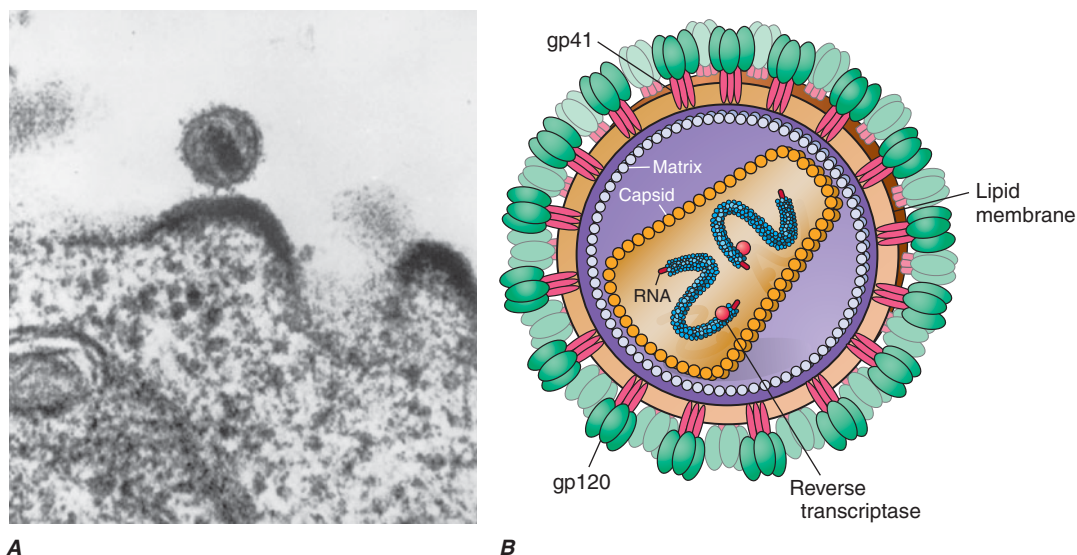 gp41
Matrix
Capsid
Lipid
membrane
RNA
gp120
Reverse
transcriptase
A
B